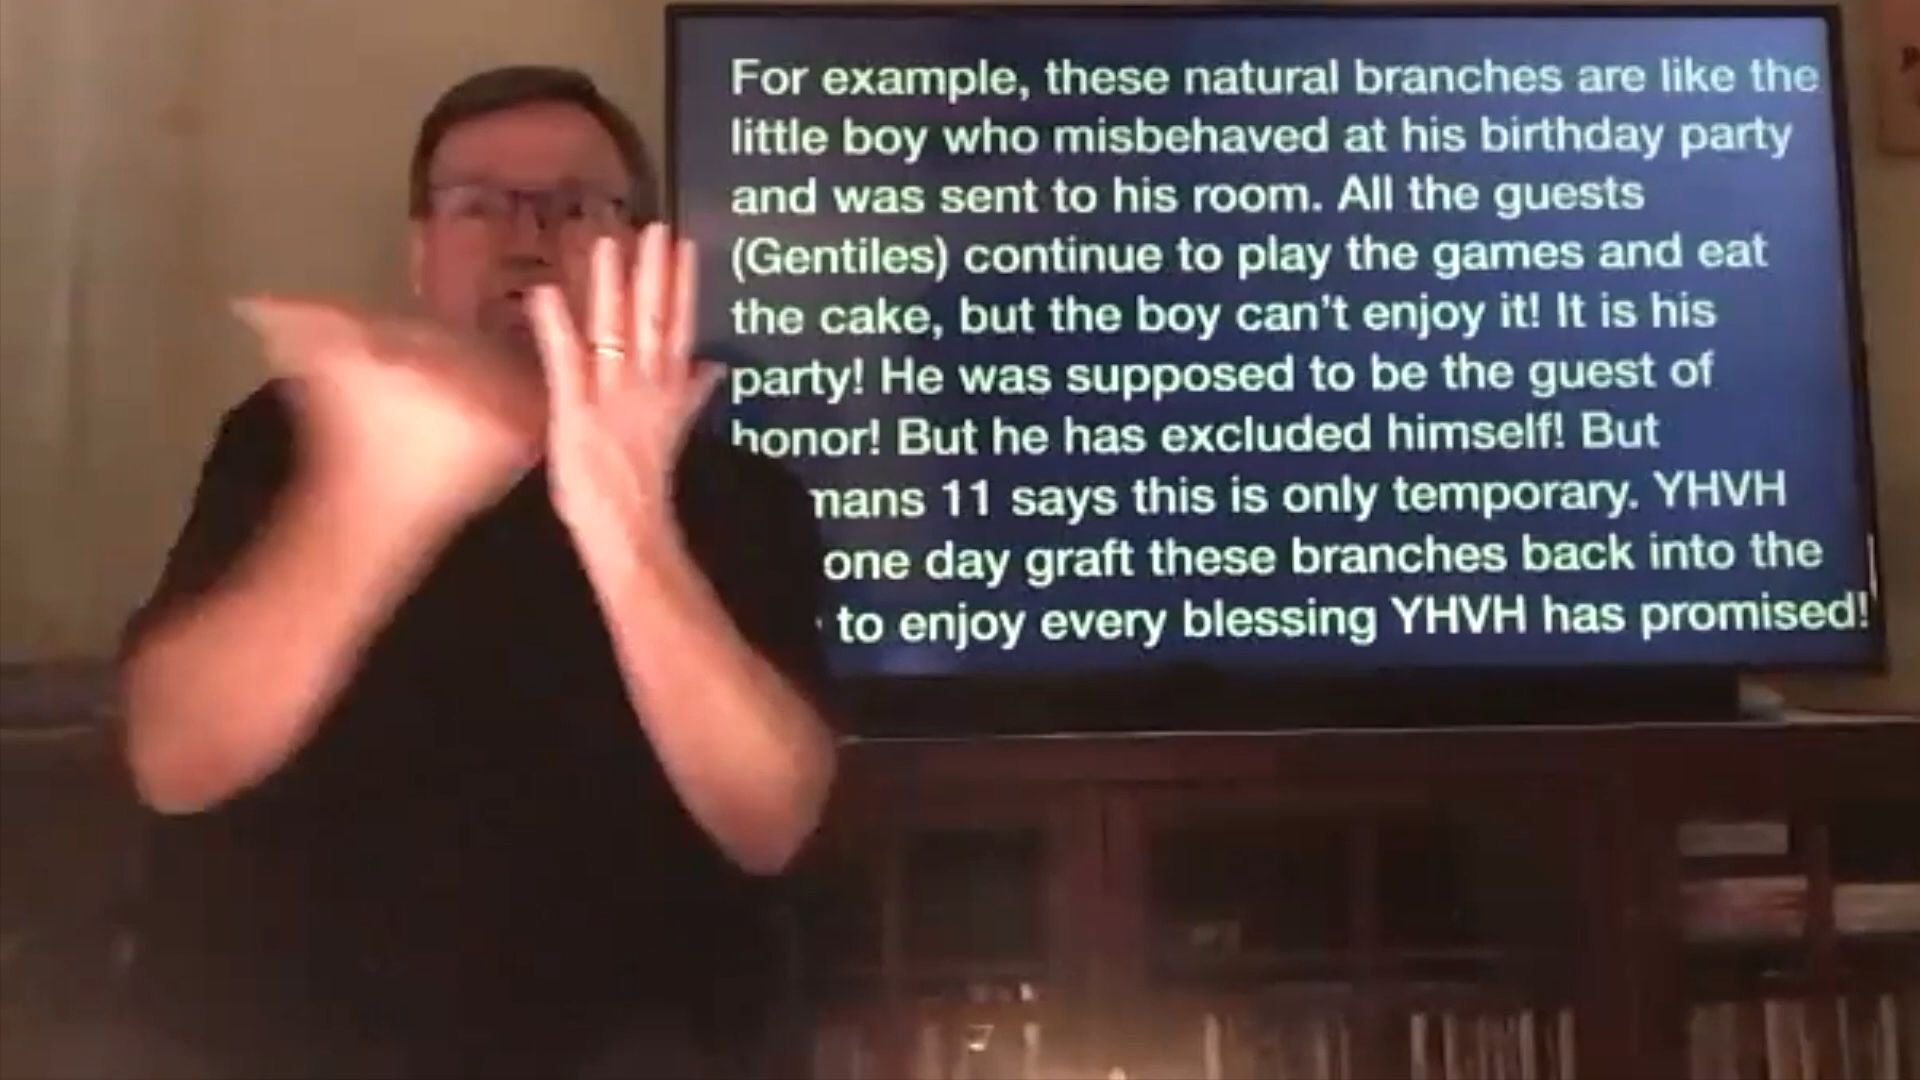 For example, these natural branches are like the
little boy who misbehaved at his birthday party
and was sent to his room. All the guests
(Gentiles) continue to play the games and eat
the cake, but the boy can't enjoy it! It is his
party! He was supposed to be the guest of
honor! But he has excluded himself! But
mans 11 says this is only temporary. YHVH
one day graft these branches back into the
to enjoy every blessing YHVH has promised!